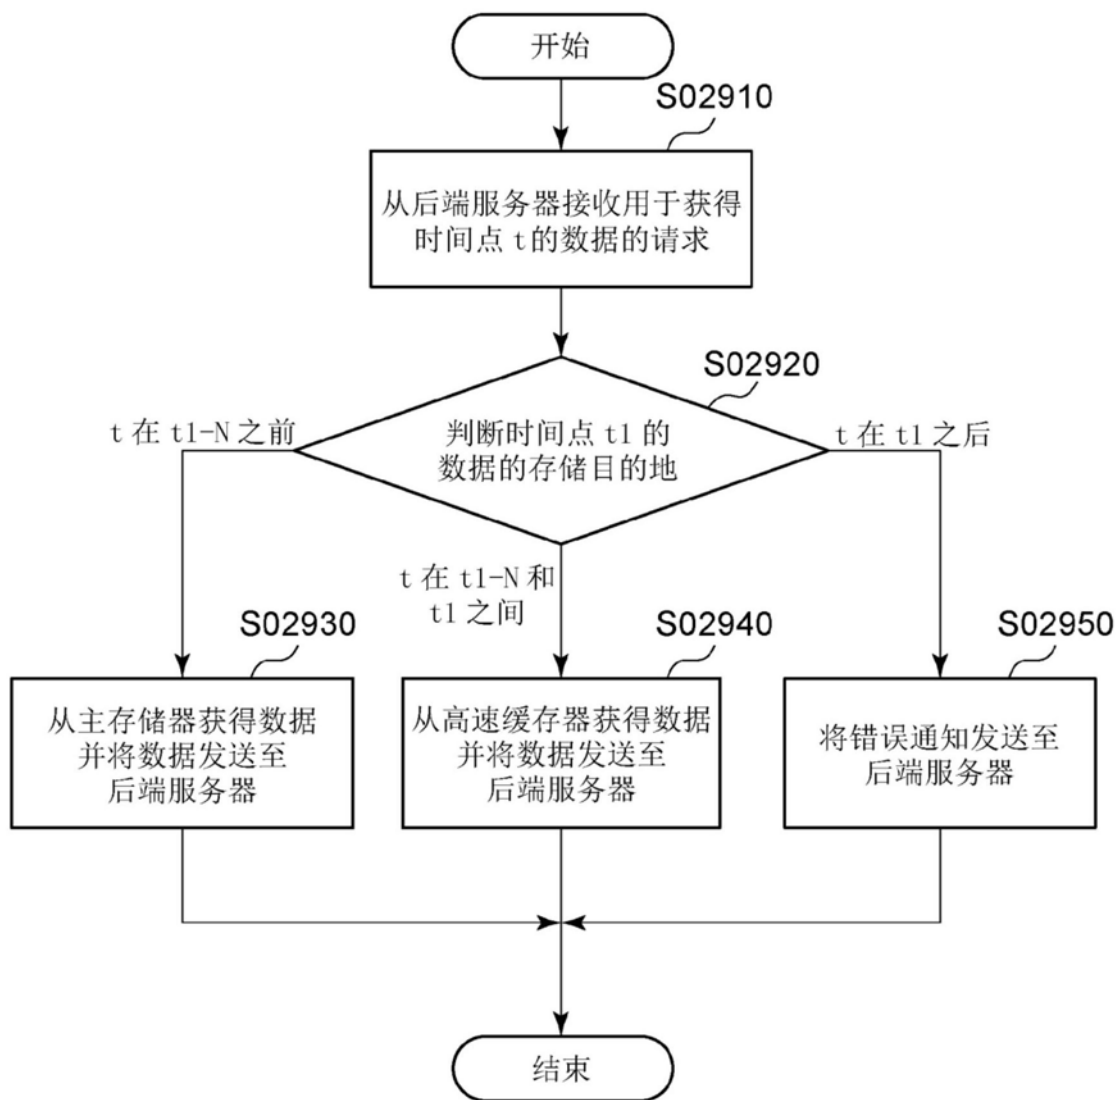 开始
S02910
从后端服务器接收用于获得
时间点 t 的数据的请求
S02920
t 在 t1-N 之前
判断时间点 t1 的
数据的存储目的地
t 在 t1 之后
t 在 t1-N 和
t1 之间
S02930
从主存储器获得数据
并将数据发送至
后端服务器
S02940
从高速缓存器获得数据
并将数据发送至
后端服务器
S02950
将错误通知发送至
后端服务器
结束